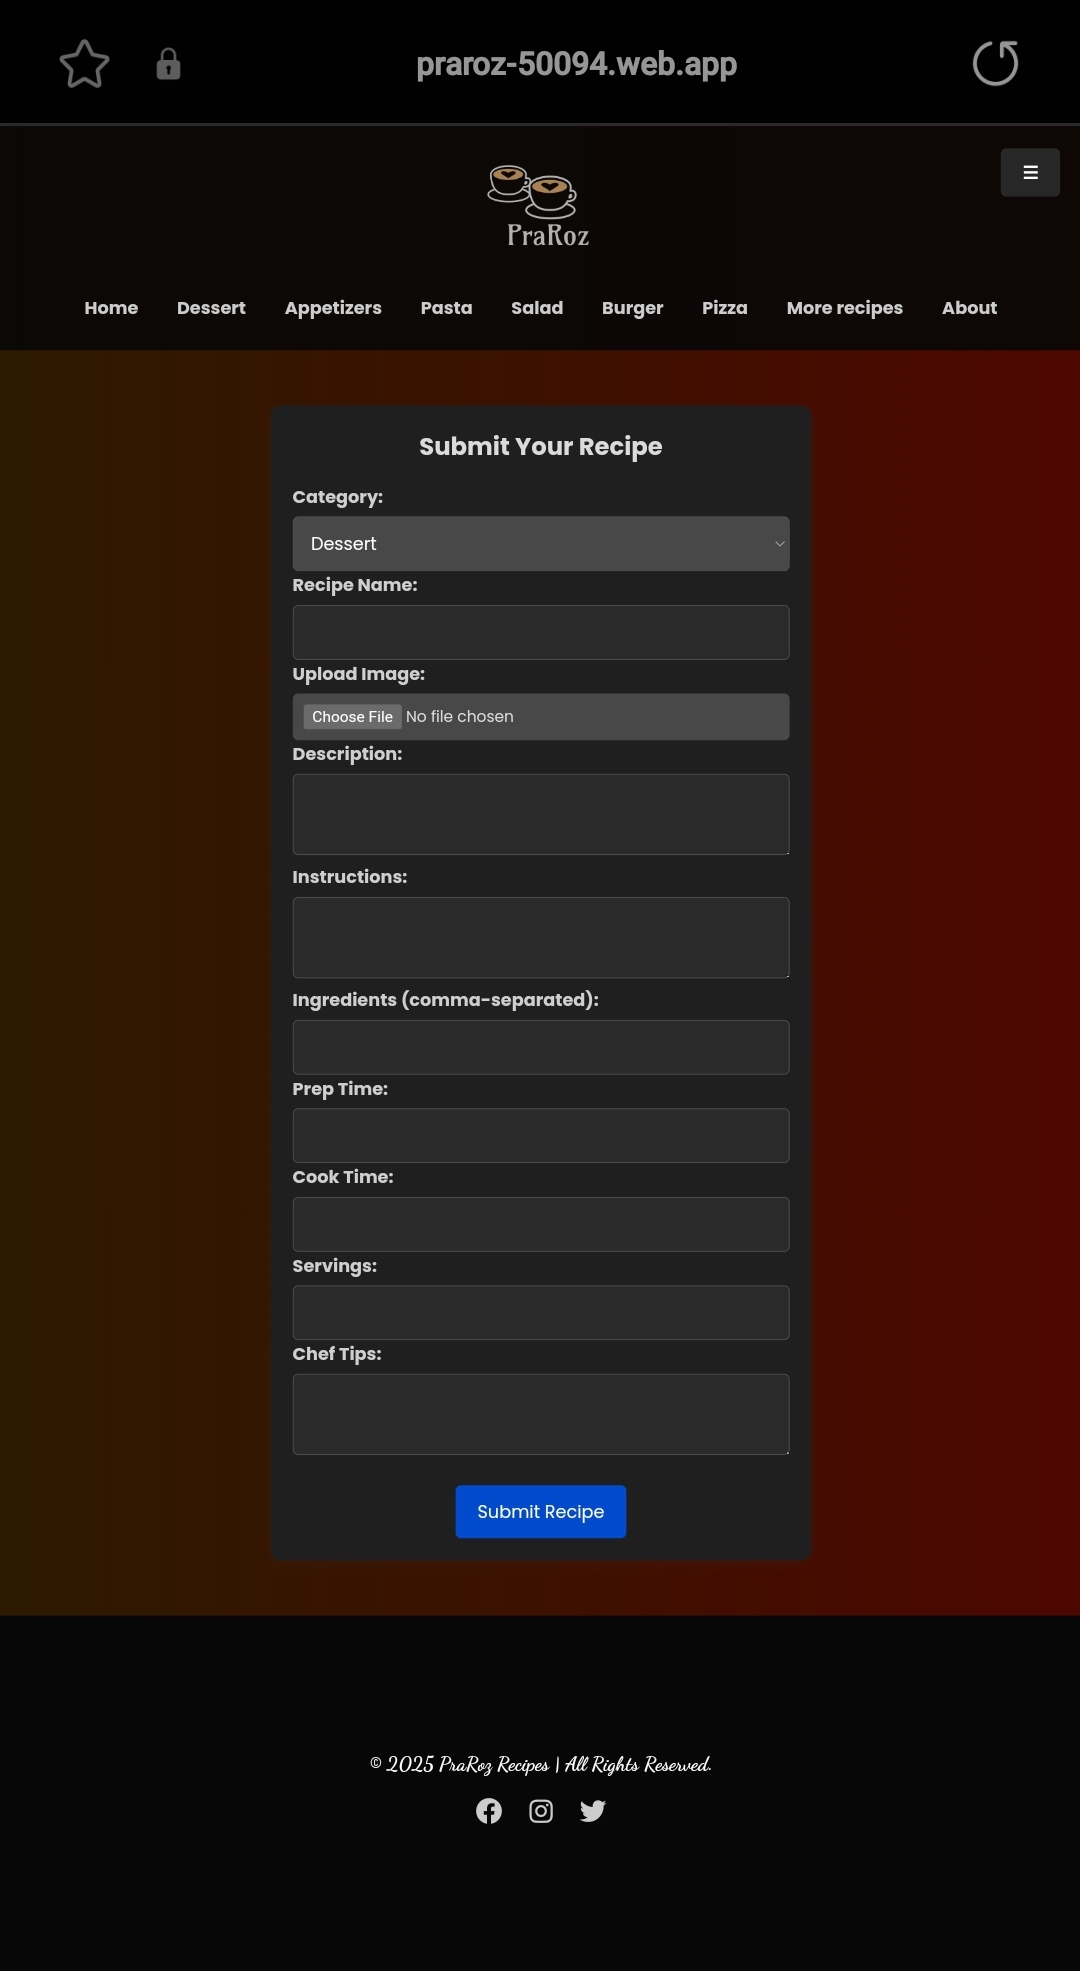 praroz-50094.web.app
PraRoz
Home Dessert Appetizers Pasta Salad Burger Pizza More recipes About
Submit Your Recipe
Category:
Dessert
Recipe Name:
Upload Image:
Choose File No file chosen
Description:
Instructions:
Ingredients (comma-separated):
Prep Time:
Cook Time:
Servings:
Chef Tips:
Submit Recipe
© 2025 PraRoz Recipes | All Rights Reserved.